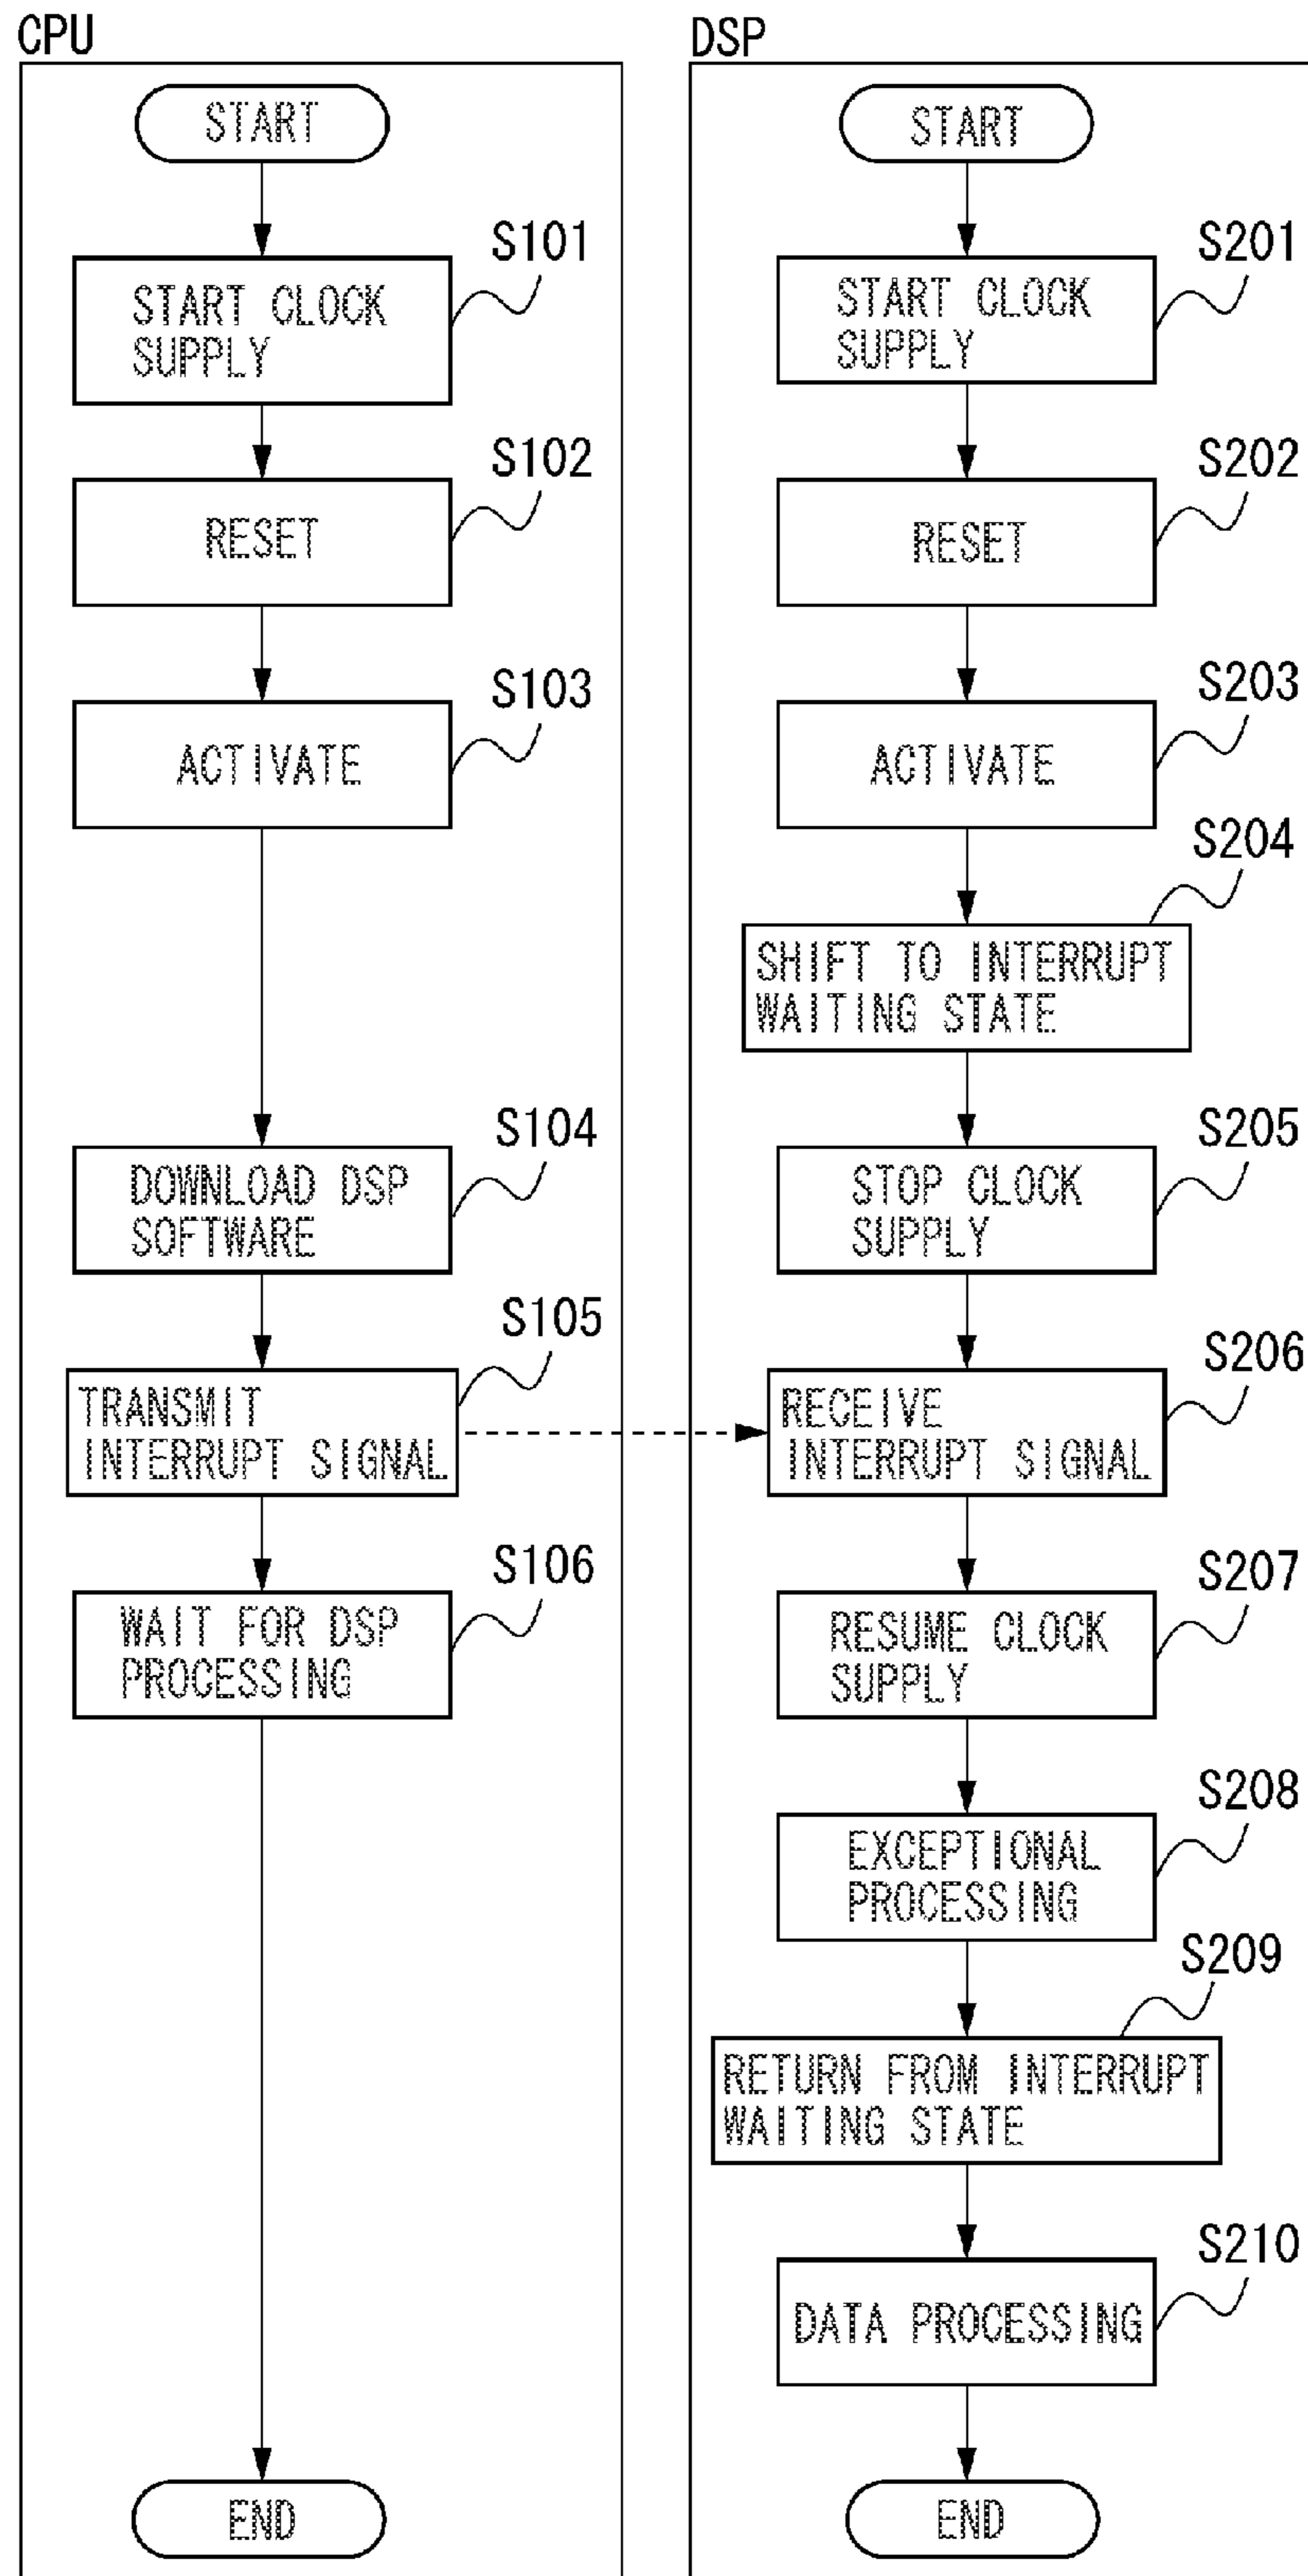 CPU
START
S101
START CLOCK
SUPPLY
S102
RESET
S103
ACTIVATE
S104
DOWNLOAD DSP
SOFTWARE
S105
TRANSMIT
INTERRUPT SIGNAL
S106
WAIT FOR DSP
PROCESSING
END
DSP
START
S201
START CLOCK
SUPPLY
S202
RESET
S203
ACTIVATE
S204
SHIFT TO INTERRUPT
WAITING STATE
S205
STOP CLOCK
SUPPLY
S206
RECEIVE
INTERRUPT SIGNAL
S207
RESUME CLOCK
SUPPLY
S208
EXCEPTIONAL
PROCESSING
S209
RETURN FROM INTERRUPT
WAITING STATE
S210
DATA PROCESSING
END